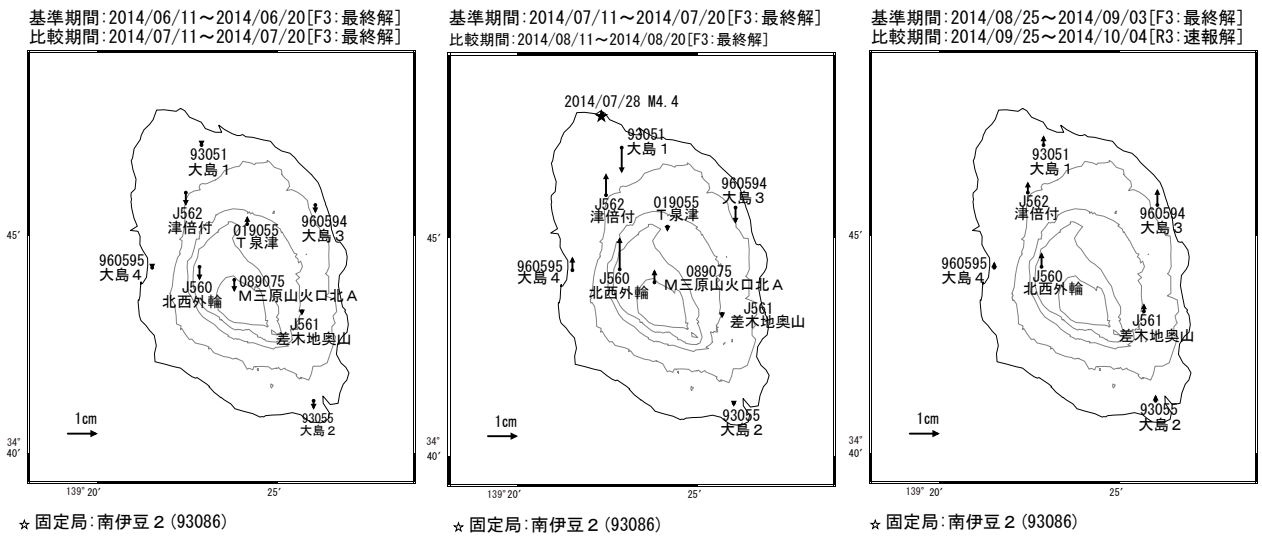 基準期間:2014/06/11～2014/06/20[F3:最終解]
比較期間:2014/07/11～2014/07/20[F3:最終解]
93051
大島１
J562
津倍付
019055
Ｔ泉津
960594
大島３
960595
大島４
J560
北西外輪
089075
Ｍ三原山火口北Ａ
J561
差木地奥山
93055
大島２
1cm
45′
34°
40′
139°20′
25′
☆ 固定局:南伊豆２(93086)
基準期間:2014/07/11～2014/07/20[F3:最終解]
比較期間:2014/08/11～2014/08/20[F3:最終解]
2014/07/28 M4.4
93051
大島１
960594
大島３
J562
津倍付
019055
Ｔ泉津
960595
大島４
J560
北西外輪
089075
Ｍ三原山火口北Ａ
J561
差木地奥山
93055
大島２
1cm
45′
34°
40′
139°20′
25′
☆ 固定局:南伊豆２(93086)
基準期間:2014/08/25～2014/09/03[F3:最終解]
比較期間:2014/09/25～2014/10/04[R3:速報解]
93051
大島１
J562
津倍付
960594
大島３
960595
大島４
J560
北西外輪
J561
差木地奥山
93055
大島２
1cm
45′
34°
40′
139°20′
25′
☆ 固定局:南伊豆２(93086)